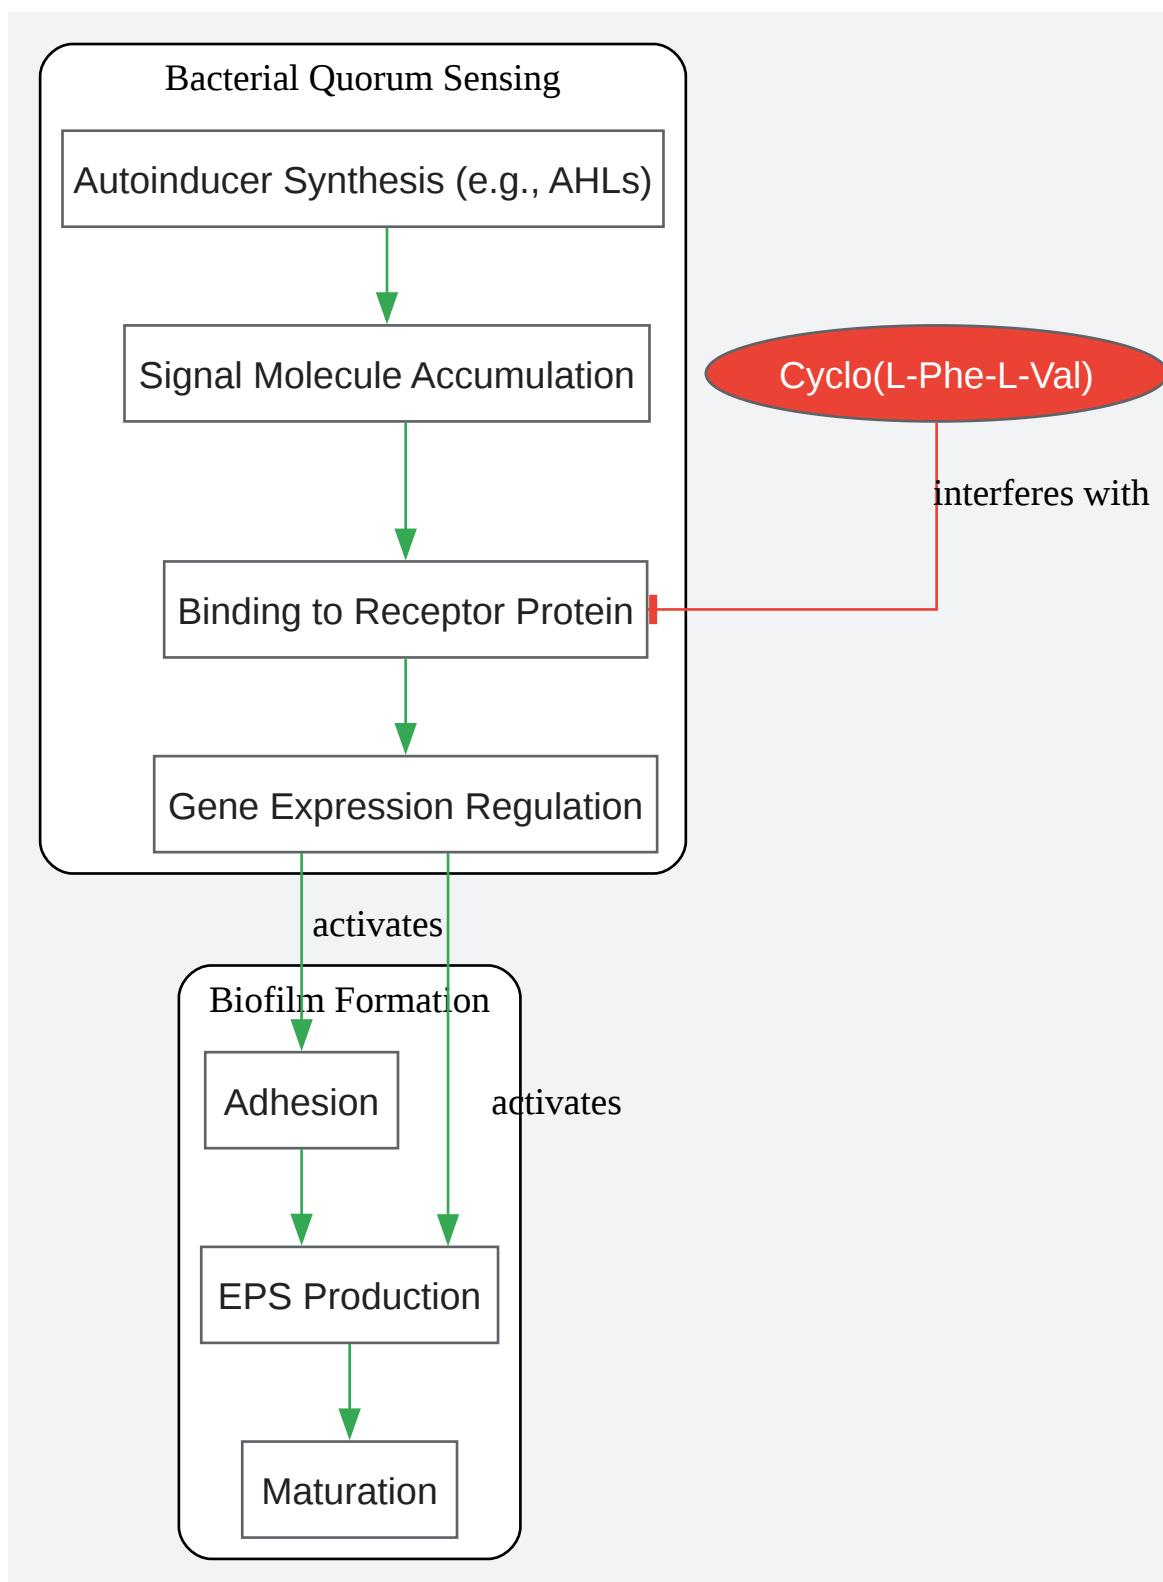 Bacterial Quorum Sensing
Autoinducer Synthesis (e.g., AHLs)
Signal Molecule Accumulation
Cyclo(L-Phe-L-Val)
interferes with
Binding to Receptor Protein
Gene Expression Regulation
activates
Biofilm Formation
Adhesion
activates
EPS Production
Maturation